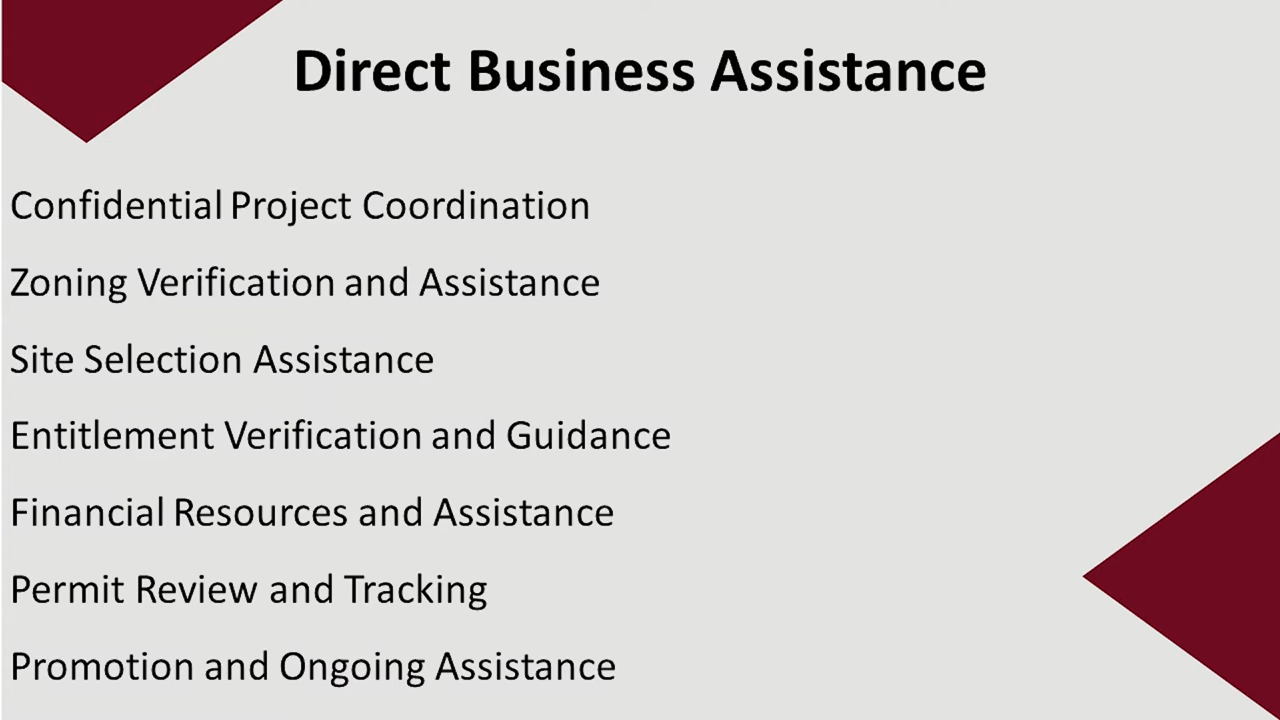 Direct Business Assistance
Confidential Project Coordination
Zoning Verification and Assistance
Site Selection Assistance
Entitlement Verification and Guidance
Financial Resources and Assistance
Permit Review and Tracking
Promotion and Ongoing Assistance